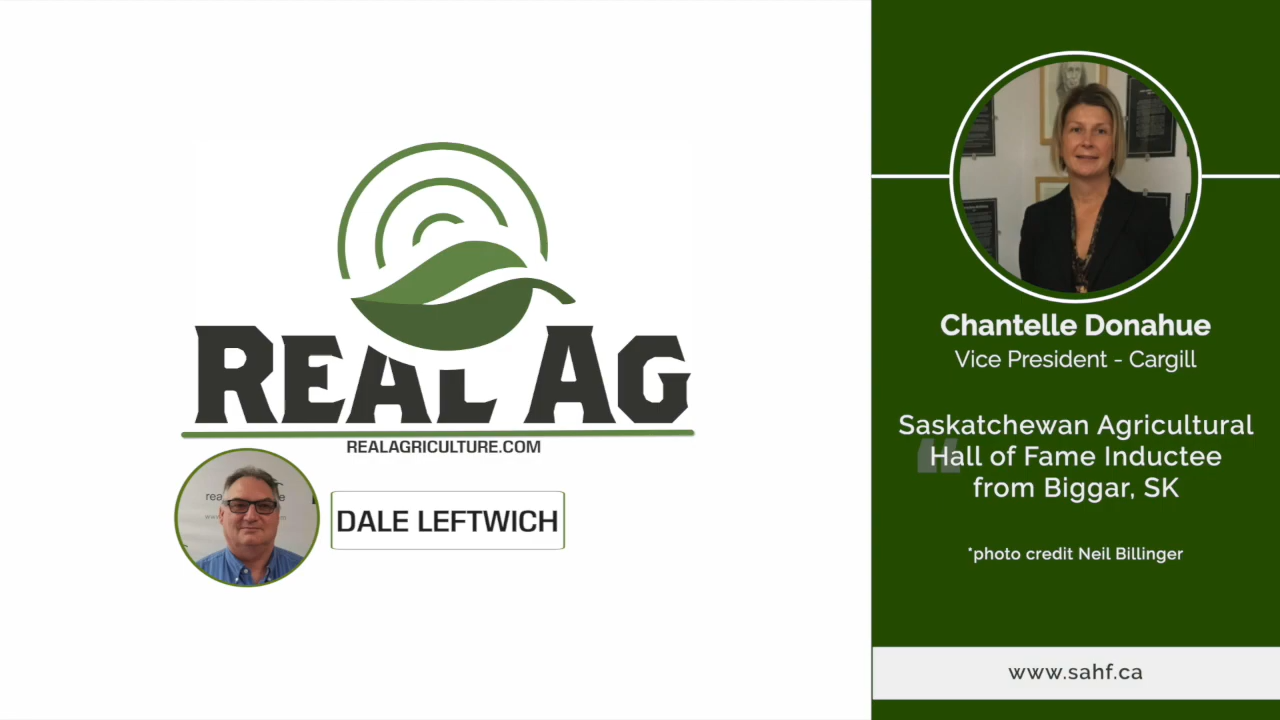 REAL AG
REALAGRICULTURE.COM
DALE LEFTWICH
Chantelle Donahue
Vice President - Cargill
Saskatchewan Agricultural
Hall of Fame Inductee
from Biggar, SK
*photo credit Neil Billinger
www.sahf.ca